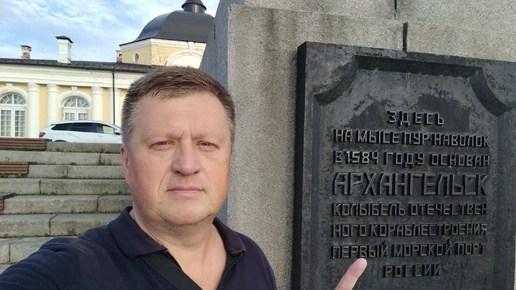 ЗДЕСЬ
НА МЫСЕ ПУР-НАВОЛОК
В 1584 ГОДУ ОСНОВАН
АРХАНГЕЛЬСК
КОЛЫБЕЛЬ ОТЕЧЕСТВЕН
НОГО КОРАБЛЕСТРОЕНИЯ
ПЕРВЫЙ МОРСКОЙ ПОРТ
РОССИИ